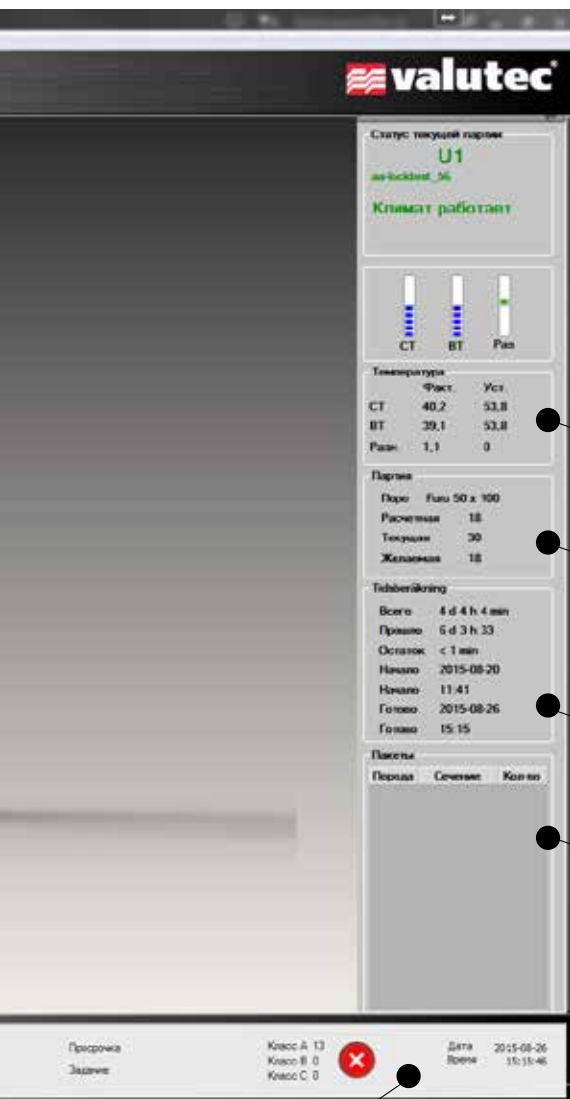 valutec
Статус текущей партии
U1
Климат работает
СТ ВТ Раз
Температура
Факт. Уст.
СТ 40,2 53,8
ВТ 39,1 53,8
Разн. 1,1 0
Партия
Поро Furu 50 x 100
Расчетная 18
Текущая 30
Желаемая 18
Tidsberäkning
Всего 4 d 4 h 4 min
Прошло 6 d 3 h 33
Остаток < 1 min
Начало 2015-08-20
Начало 11:41
Готово 2015-08-26
Готово 15:15
Пакеты
Порода Сечение Кол-во
Просрочка Класс А 13 Дата 2015-08-26
Задание Класс В 0 Время 15:15:46
Класс С 0